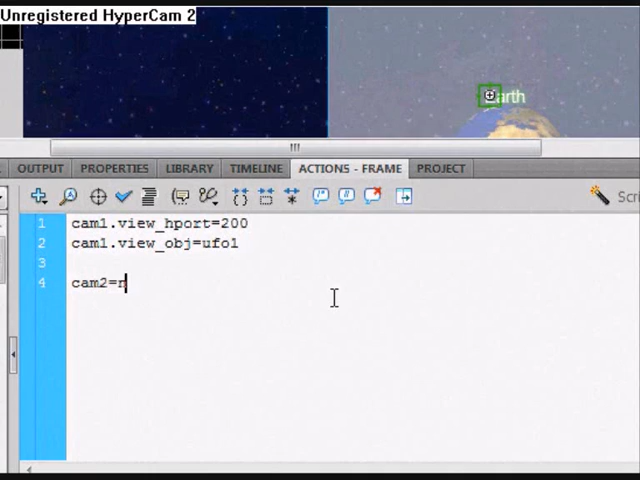 Unregistered HyperCam 2
Earth
OUTPUT PROPERTIES LIBRARY TIMELINE ACTIONS - FRAME PROJECT
Scri
1 cam1.view_hport=200
2 cam1.view_obj=ufo1
3
4 cam2=n